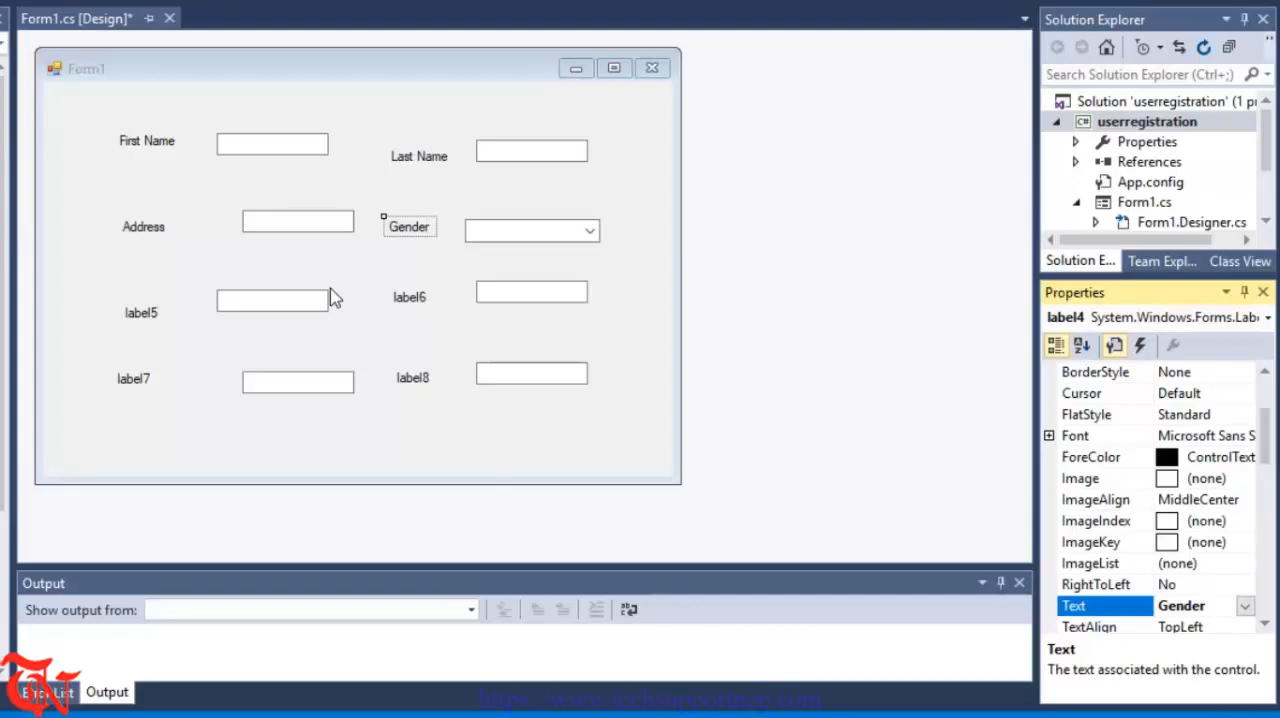 Form1.cs [Design]*
Form1
First Name
Last Name
Address
Gender
label5
label6
label7
label8
Output
Show output from:
Error List
Output
Solution Explorer
Search Solution Explorer (Ctrl+;)
Solution 'userregistration' (1 pr
C# userregistration
Properties
References
App.config
Form1.cs
Form1.Designer.cs
Solution E... Team Expl... Class View
Properties
label4 System.Windows.Forms.Lab
BorderStyle None
Cursor Default
FlatStyle Standard
Font Microsoft Sans S
ForeColor ControlText
Image (none)
ImageAlign MiddleCenter
ImageIndex (none)
ImageKey (none)
ImageList (none)
RightToLeft No
Text Gender
TextAlign TopLeft
Text
The text associated with the control.